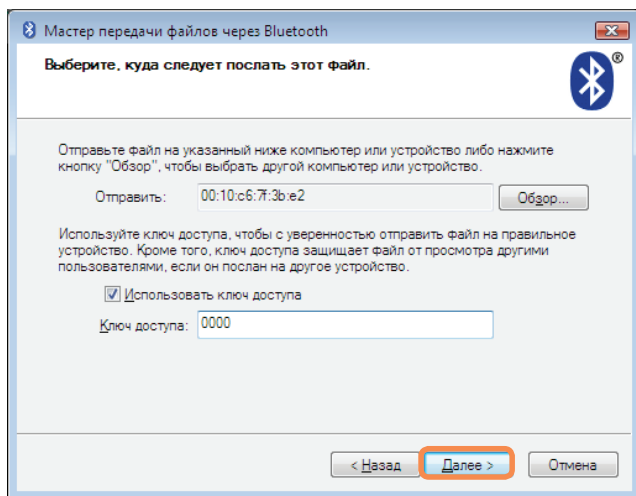 Мастер передачи файлов через Bluetooth
Выберите, куда следует послать этот файл.
®
Отправьте файл на указанный ниже компьютер или устройство либо нажмите
кнопку "Обзор", чтобы выбрать другой компьютер или устройство.
Отправить: 00:10:c6:7f:3b:e2 Обзор...
Используйте ключ доступа, чтобы с уверенностью отправить файл на правильное
устройство. Кроме того, ключ доступа защищает файл от просмотра другими
пользователями, если он послан на другое устройство.
Использовать ключ доступа
Ключ доступа: 0000
< Назад Далее > Отмена